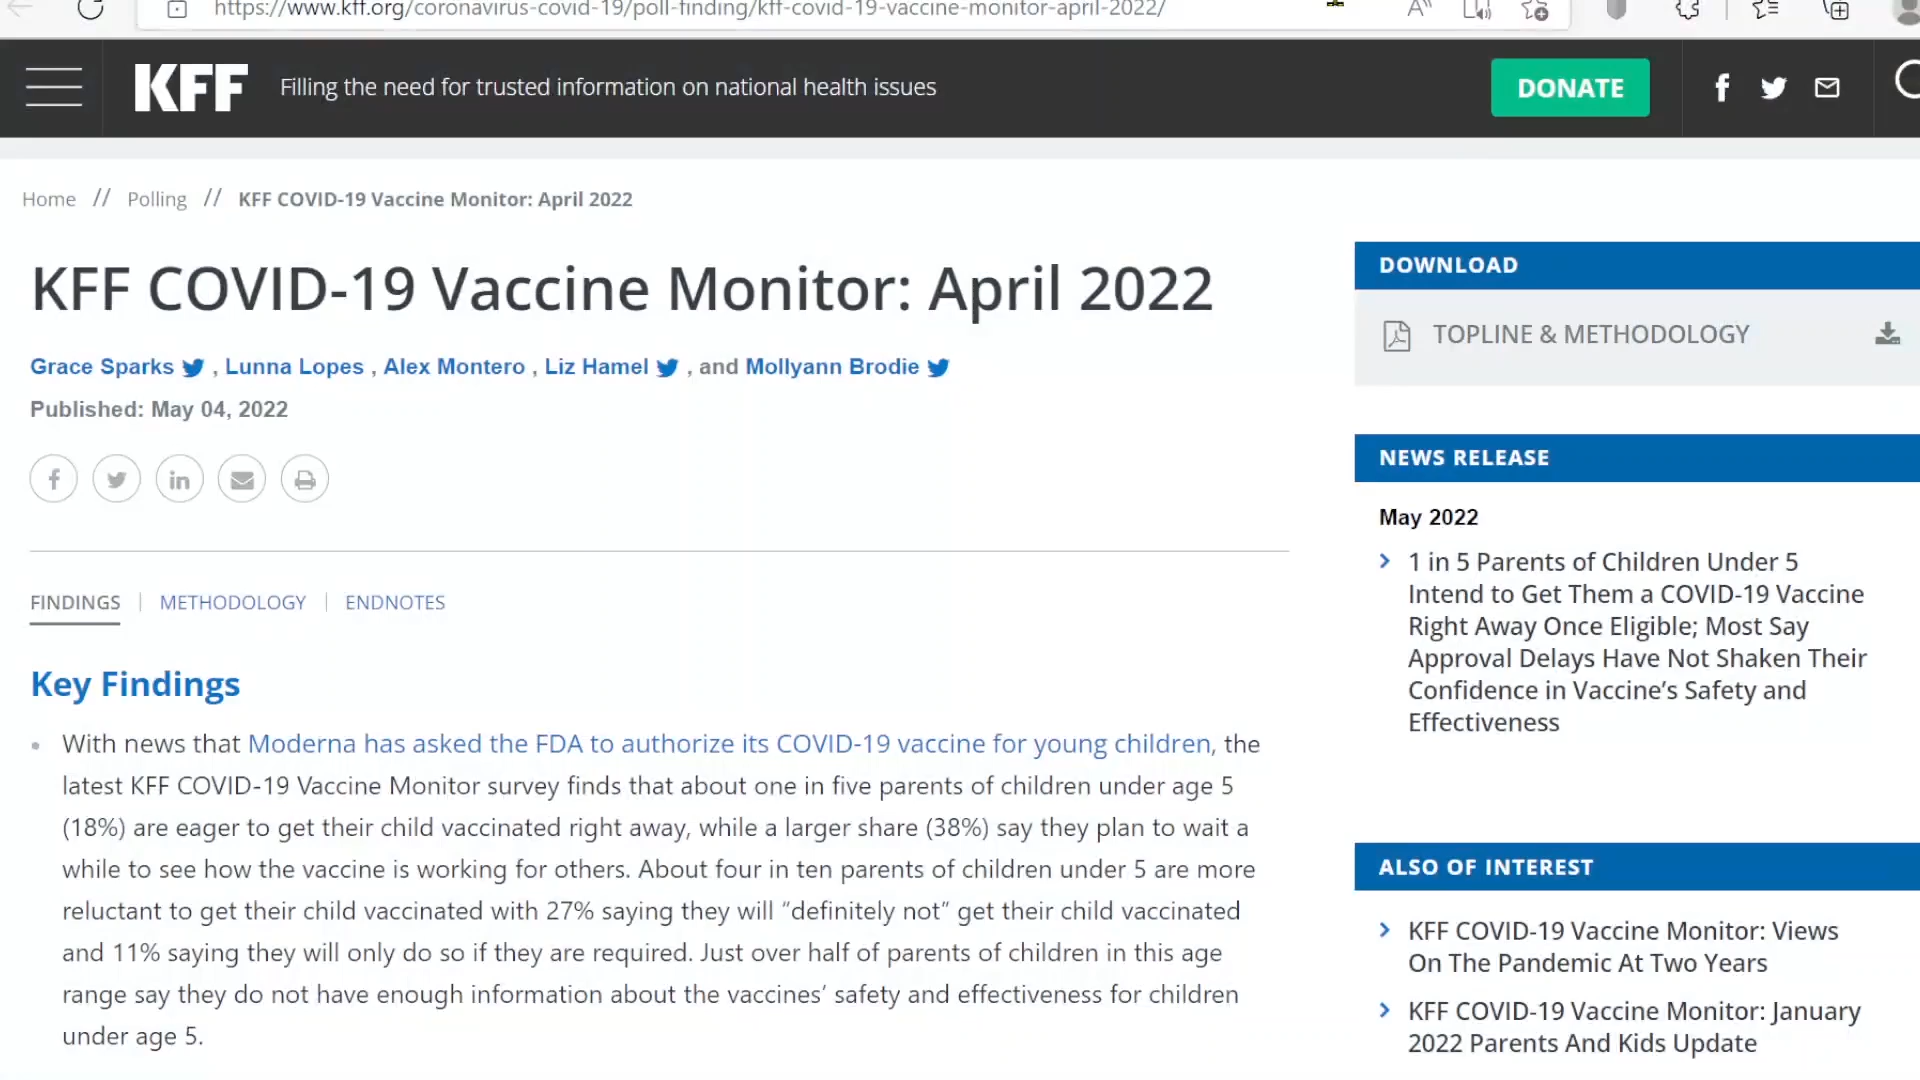 https://www.kff.org/coronavirus-covid-19/poll-finding/kff-covid-19-vaccine-monitor-april-2022/
KFF
Filling the need for trusted information on national health issues
DONATE
Home // Polling // KFF COVID-19 Vaccine Monitor: April 2022
KFF COVID-19 Vaccine Monitor: April 2022
Grace Sparks , Lunna Lopes , Alex Montero , Liz Hamel , and Mollyann Brodie
Published: May 04, 2022
FINDINGS | METHODOLOGY | ENDNOTES
Key Findings
• With news that Moderna has asked the FDA to authorize its COVID-19 vaccine for young children, the
latest KFF COVID-19 Vaccine Monitor survey finds that about one in five parents of children under age 5
(18%) are eager to get their child vaccinated right away, while a larger share (38%) say they plan to wait a
while to see how the vaccine is working for others. About four in ten parents of children under 5 are more
reluctant to get their child vaccinated with 27% saying they will “definitely not” get their child vaccinated
and 11% saying they will only do so if they are required. Just over half of parents of children in this age
range say they do not have enough information about the vaccines’ safety and effectiveness for children
under age 5.
DOWNLOAD
TOPLINE & METHODOLOGY
NEWS RELEASE
May 2022
1 in 5 Parents of Children Under 5
Intend to Get Them a COVID-19 Vaccine
Right Away Once Eligible; Most Say
Approval Delays Have Not Shaken Their
Confidence in Vaccine’s Safety and
Effectiveness
ALSO OF INTEREST
KFF COVID-19 Vaccine Monitor: Views
On The Pandemic At Two Years
KFF COVID-19 Vaccine Monitor: January
2022 Parents And Kids Update